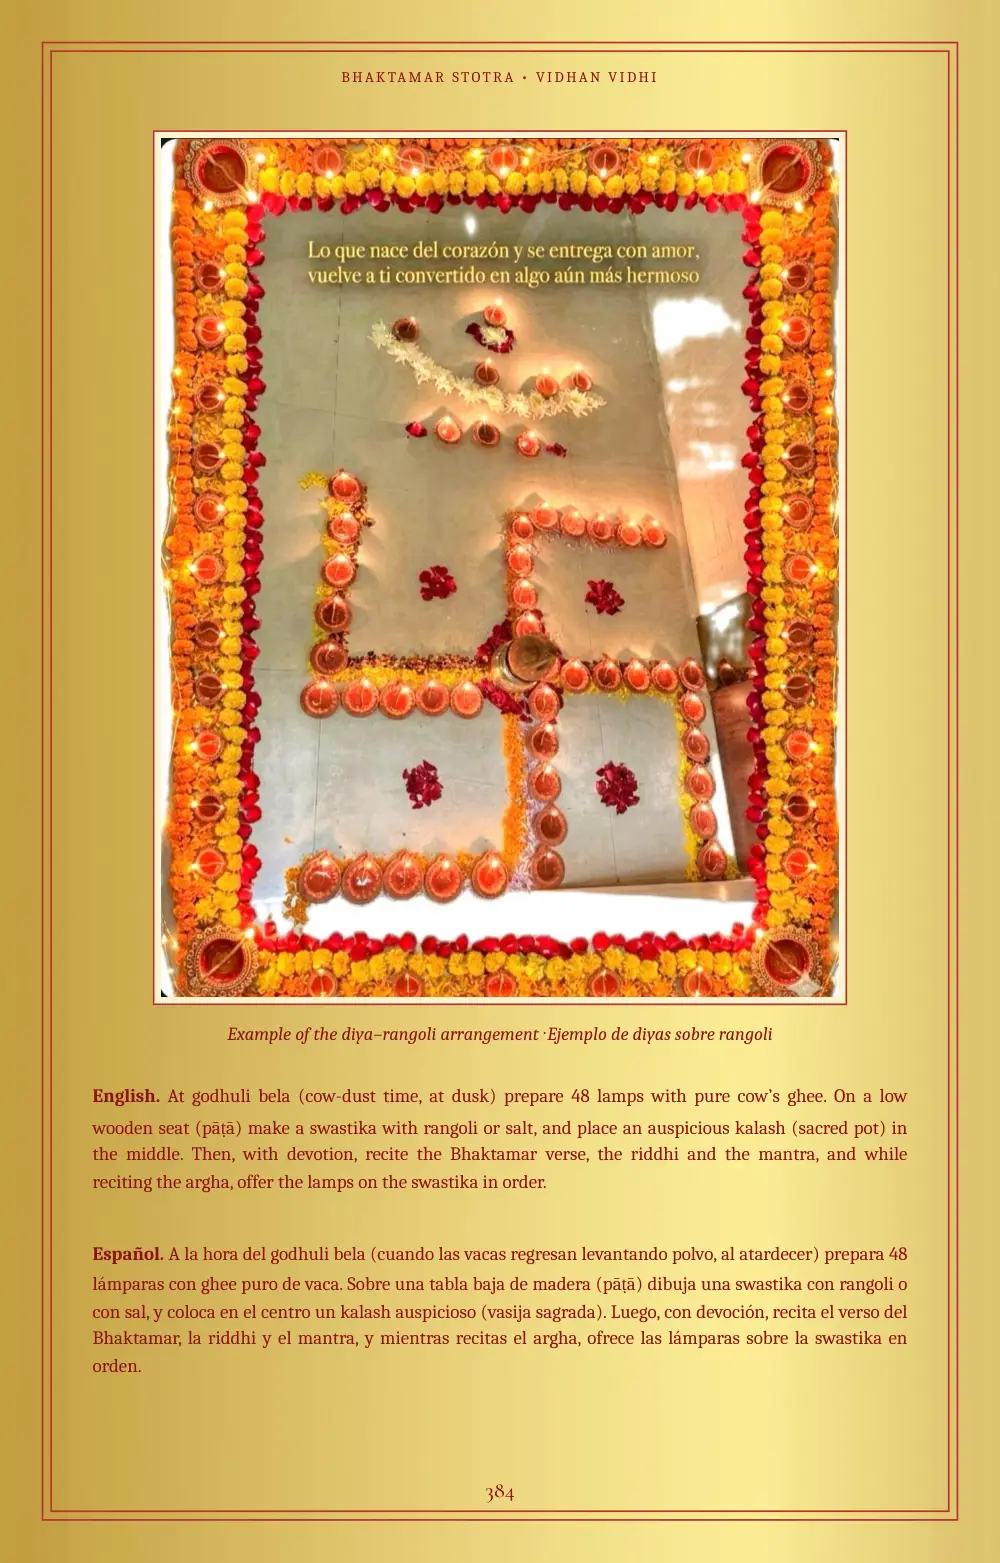 BHAKTAMAR STOTRA • VIDHAN VIDHI
Lo que nace del corazón y se entrega con amor,
vuelve a ti convertido en algo aún más hermoso
Example of the diya–rangoli arrangement · Ejemplo de diyas sobre rangoli
English. At godhuli bela (cow-dust time, at dusk) prepare 48 lamps with pure cow’s ghee. On a low
wooden seat (pāṭā) make a swastika with rangoli or salt, and place an auspicious kalash (sacred pot) in
the middle. Then, with devotion, recite the Bhaktamar verse, the riddhi and the mantra, and while
reciting the argha, offer the lamps on the swastika in order.
Español. A la hora del godhuli bela (cuando las vacas regresan levantando polvo, al atardecer) prepara 48
lámparas con ghee puro de vaca. Sobre una tabla baja de madera (pāṭā) dibuja una swastika con rangoli o
con sal, y coloca en el centro un kalash auspicioso (vasija sagrada). Luego, con devoción, recita el verso del
Bhaktamar, la riddhi y el mantra, y mientras recitas el argha, ofrece las lámparas sobre la swastika en
orden.
384